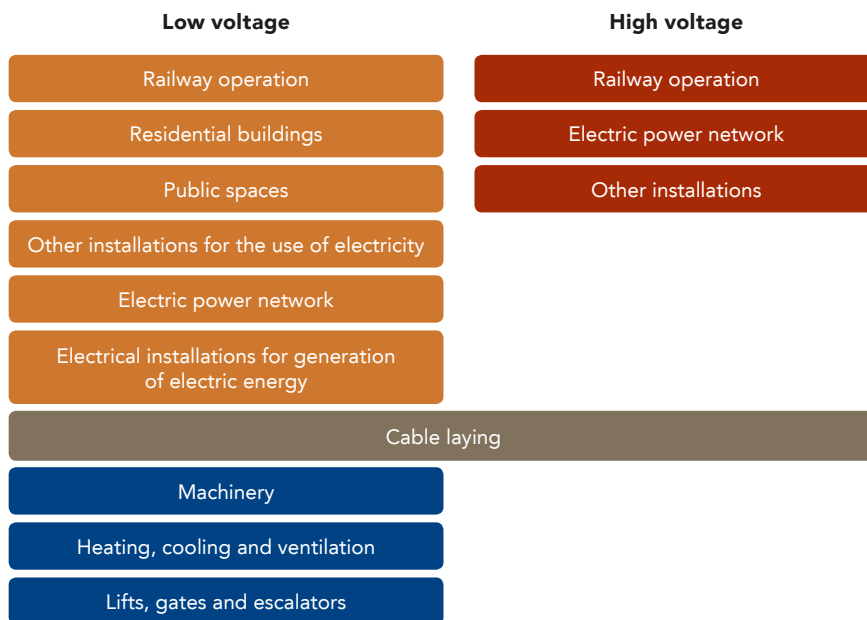 Low voltage
High voltage
Railway operation
Railway operation
Residential buildings
Electric power network
Public spaces
Other installations
Other installations for the use of electricity
Electric power network
Electrical installations for generation
of electric energy
Cable laying
Machinery
Heating, cooling and ventilation
Lifts, gates and escalators